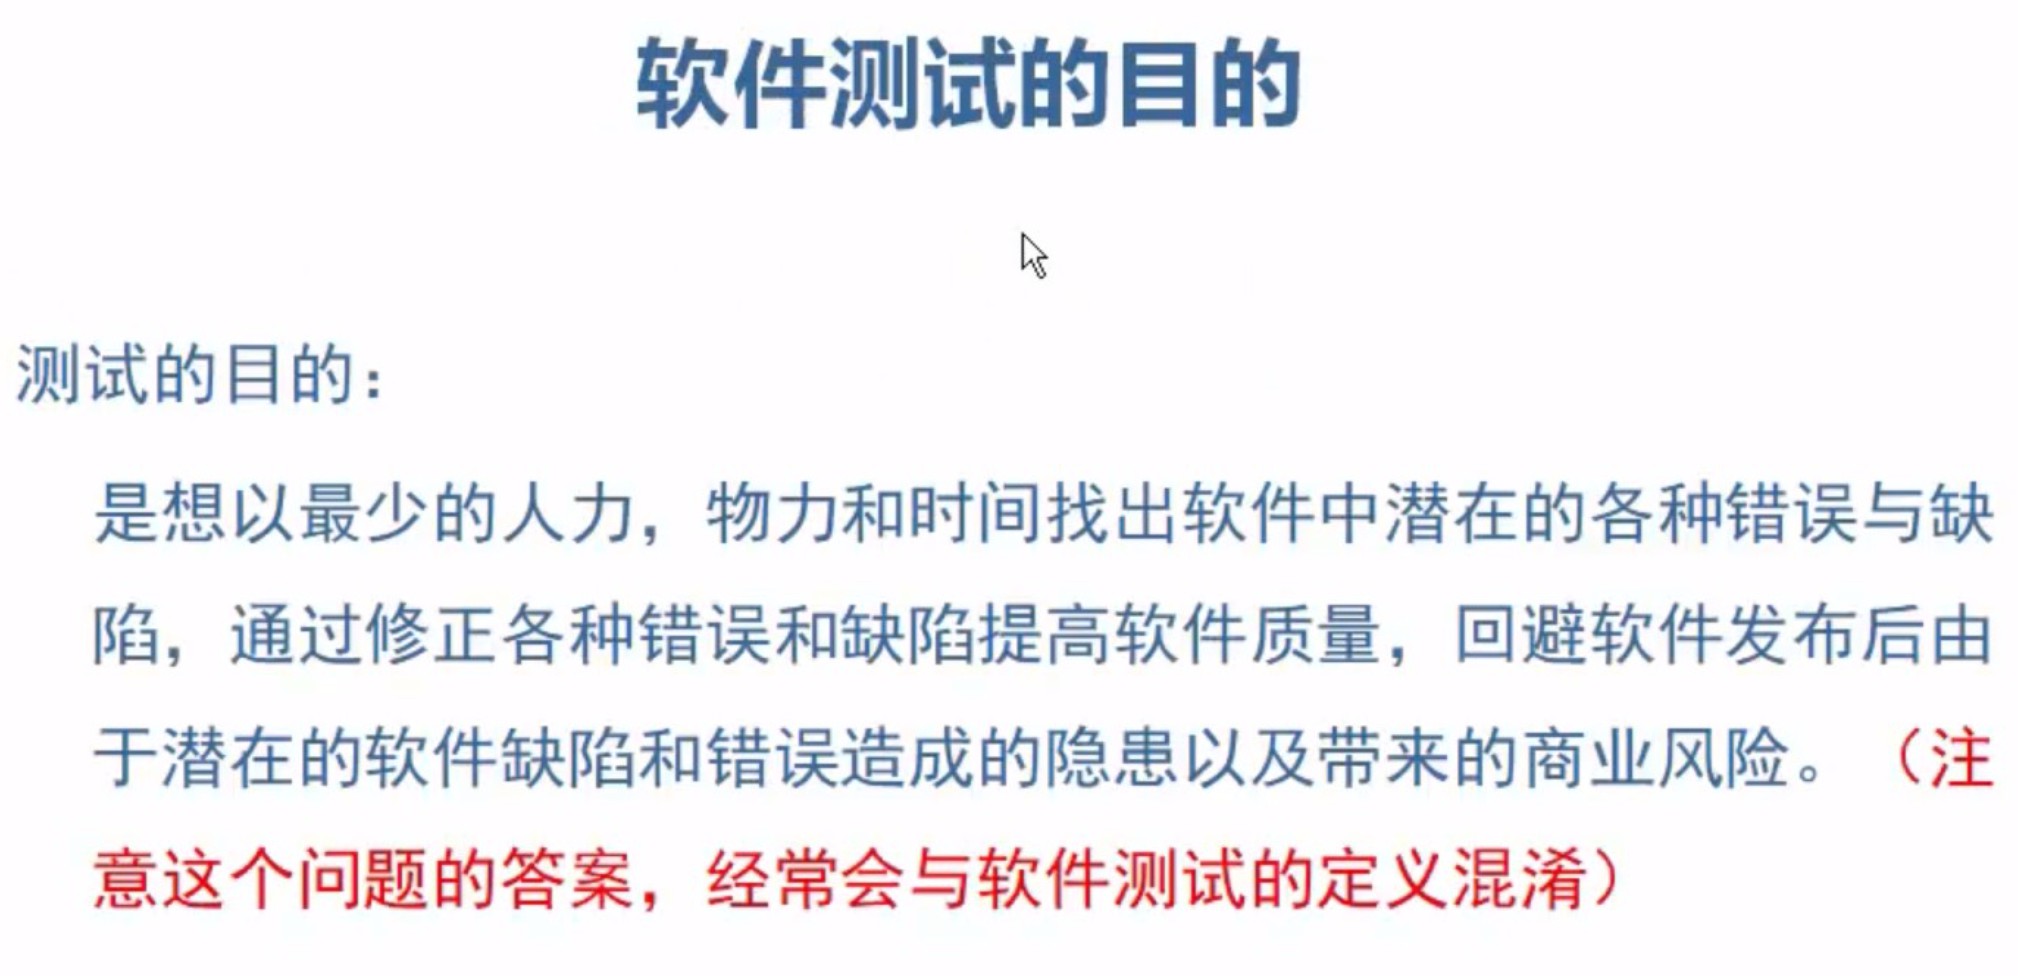 软件测试的目的
测试的目的：
是想以最少的人力，物力和时间找出软件中潜在的各种错误与缺
陷，通过修正各种错误和缺陷提高软件质量，回避软件发布后由
于潜在的软件缺陷和错误造成的隐患以及带来的商业风险。（注
意这个问题的答案，经常会与软件测试的定义混淆）